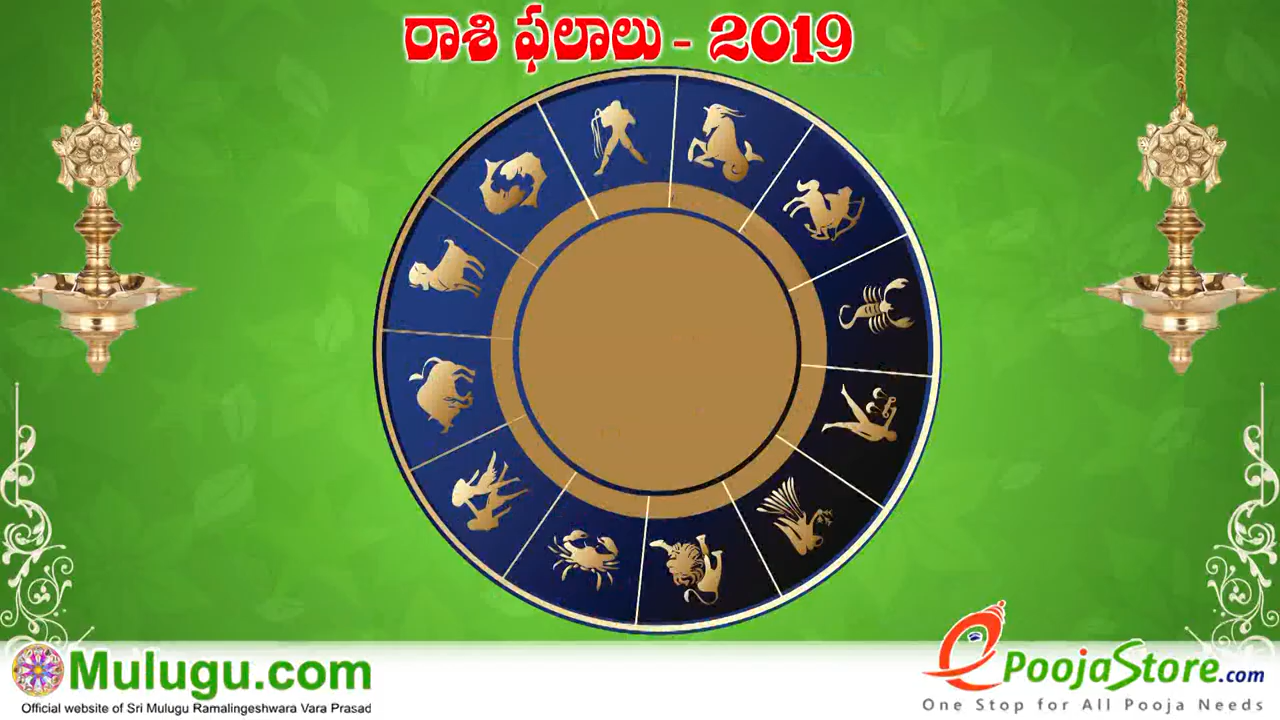 రాశి ఫలాలు - 2019
Mulugu.com
Official website of Sri Mulugu Ramalingeshwara Vara Prasad
ePoojaStore.com
One Stop for All Pooja Needs